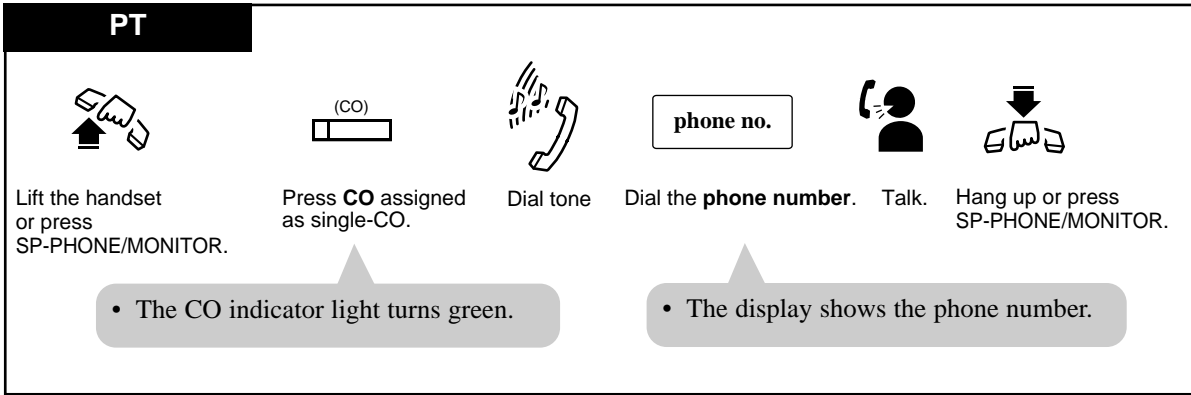 PT
(CO)
phone no.
Lift the handset
or press
SP-PHONE/MONITOR.
Press CO assigned
as single-CO.
Dial tone
Dial the phone number.
Talk.
Hang up or press
SP-PHONE/MONITOR.
• The CO indicator light turns green.
• The display shows the phone number.